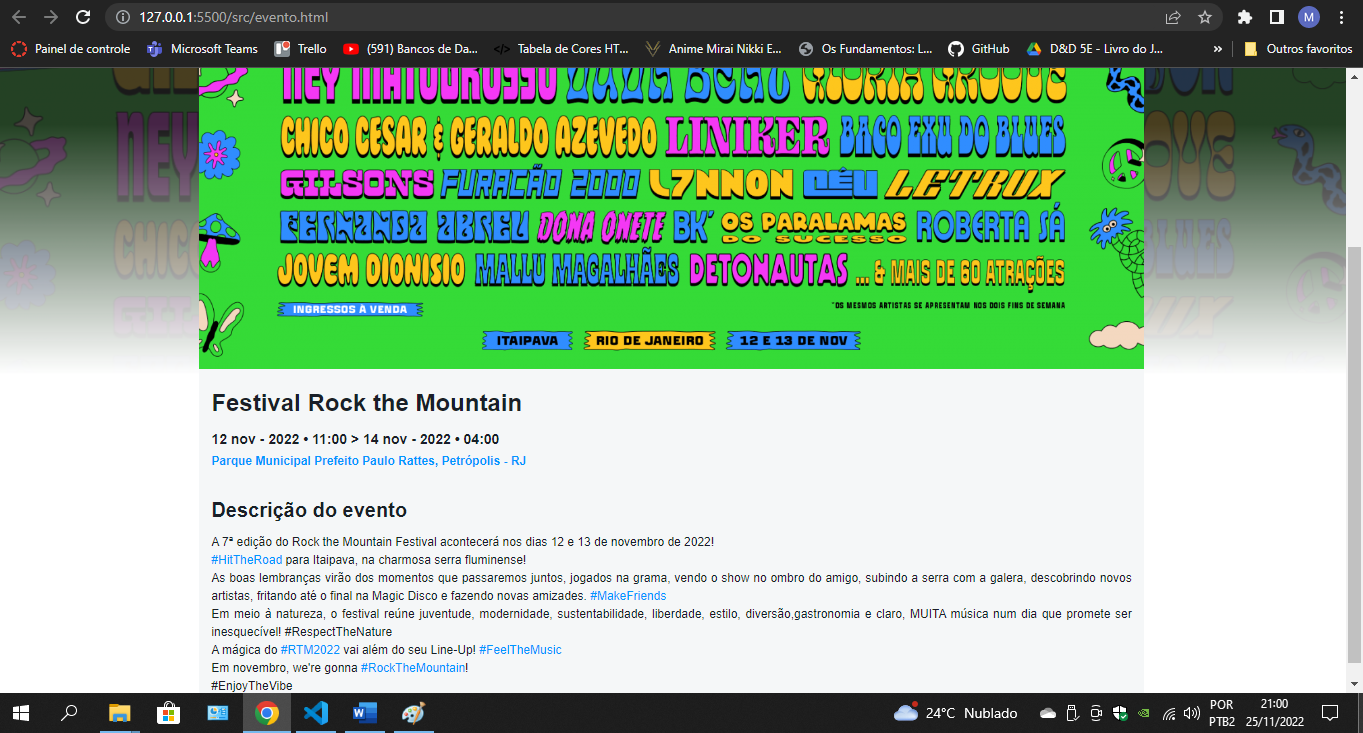 127.0.0.1:5500/src/evento.html
M
Painel de controle
Microsoft Teams
Trello
(591) Bancos de Da...
Tabela de Cores HT...
Anime Mirai Nikki E...
Os Fundamentos: L...
GitHub
D&D 5E - Livro do J...
»
Outros favoritos
NEY MATOGROSSO
GLORIA GROOVE
CHICO CESAR & GERALDO AZEVEDO LINIKER BACO EXU DO BLUES
GILSONS FURACÃO 2000 L7NNON CÉU LETRUX
FERNANDA ABREU DONA ONETE BK' OS PARALAMAS DO SUCESSO ROBERTA SÁ
JOVEM DIONISIO MALLU MAGALHÃES DETONAUTAS ... & MAIS DE 60 ATRAÇÕES
INGRESSOS À VENDA
*OS MESMOS ARTISTAS SE APRESENTAM NOS DOIS FINS DE SEMANA
ITAIPAVA RIO DE JANEIRO 12 E 13 DE NOV
Festival Rock the Mountain
12 nov - 2022 • 11:00 > 14 nov - 2022 • 04:00
Parque Municipal Prefeito Paulo Rattes, Petrópolis - RJ
Descrição do evento
A 7ª edição do Rock the Mountain Festival acontecerá nos dias 12 e 13 de novembro de 2022!
#HitTheRoad para Itaipava, na charmosa serra fluminense!
As boas lembranças virão dos momentos que passaremos juntos, jogados na grama, vendo o show no ombro do amigo, subindo a serra com a galera, descobrindo novos
artistas, fritando até o final na Magic Disco e fazendo novas amizades. #MakeFriends
Em meio à natureza, o festival reúne juventude, modernidade, sustentabilidade, liberdade, estilo, diversão,gastronomia e claro, MUITA música num dia que promete ser
inesquecível! #RespectTheNature
A mágica do #RTM2022 vai além do seu Line-Up! #FeelTheMusic
Em novembro, we're gonna #RockTheMountain!
#EnjoyTheVibe
24°C Nublado
POR
PTB2
21:00
25/11/2022